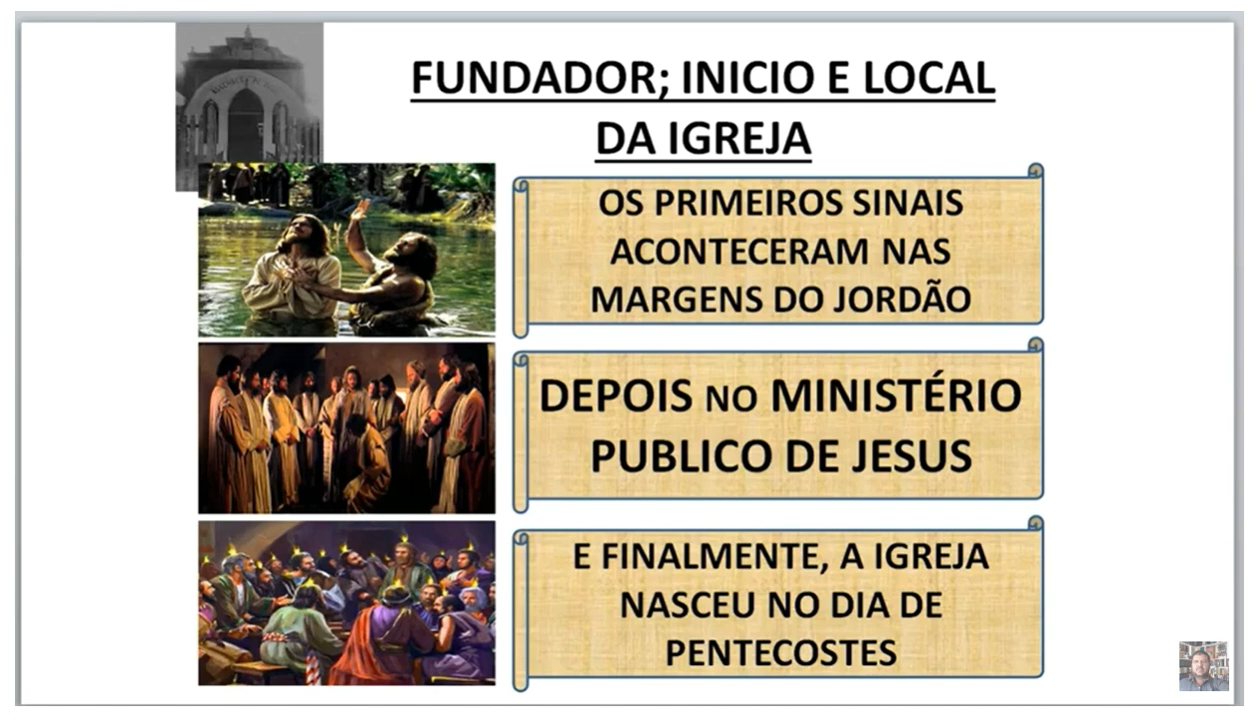 FUNDADOR; INICIO E LOCAL
DA IGREJA
OS PRIMEIROS SINAIS
ACONTECERAM NAS
MARGENS DO JORDÃO
DEPOIS NO MINISTÉRIO
PUBLICO DE JESUS
E FINALMENTE, A IGREJA
NASCEU NO DIA DE
PENTECOSTES